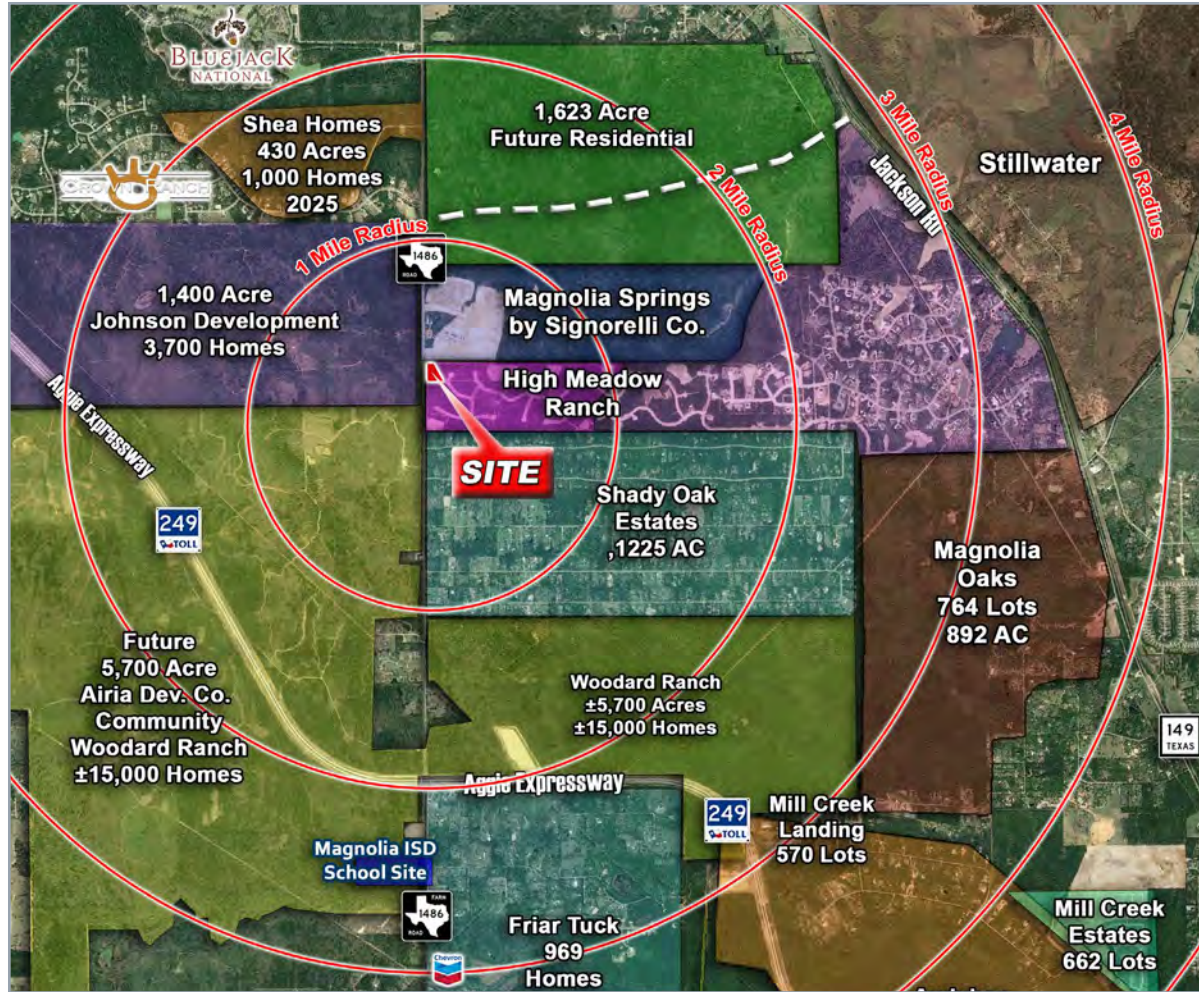 BLUEJACK
NATIONAL
Shea Homes
430 Acres
1,000 Homes
2025
CROWN RANCH
1,623 Acre
Future Residential
3 Mile Radius
4 Mile Radius
Stillwater
Jackson RD
2 Mile Radius
1 Mile Radius
1486
ROAD
1,400 Acre
Johnson Development
3,700 Homes
Magnolia Springs
by Signorelli Co.
High Meadow
Ranch
SITE
Aggie Expressway
249
TOLL
Shady Oak
Estates
,1225 AC
Magnolia
Oaks
764 Lots
892 AC
Future
5,700 Acre
Airia Dev. Co.
Community
Woodard Ranch
±15,000 Homes
Woodard Ranch
±5,700 Acres
±15,000 Homes
149
TEXAS
Aggie Expressway
249
TOLL
Mill Creek
Landing
570 Lots
Magnolia ISD
School Site
FARM
1486
ROAD
Chevron
Friar Tuck
969
Homes
Mill Creek
Estates
662 Lots